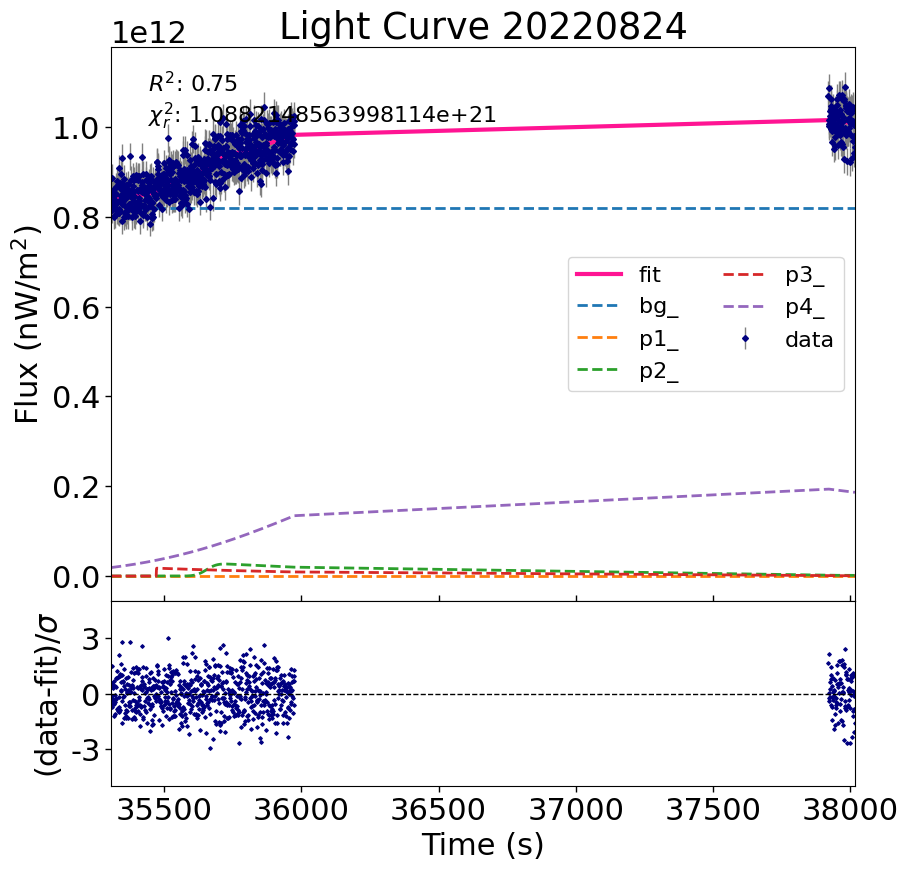 Light Curve 20220824
1e12
R²: 0.75
χ²ᵣ: 1.0882148563998114e+21
1.0
0.8
0.6
0.4
0.2
0.0
Flux (nW/m²)
fit
bg_
p1_
p2_
p3_
p4_
data
3
0
-3
(data-fit)/σ
35500 36000 36500 37000 37500 38000
Time (s)